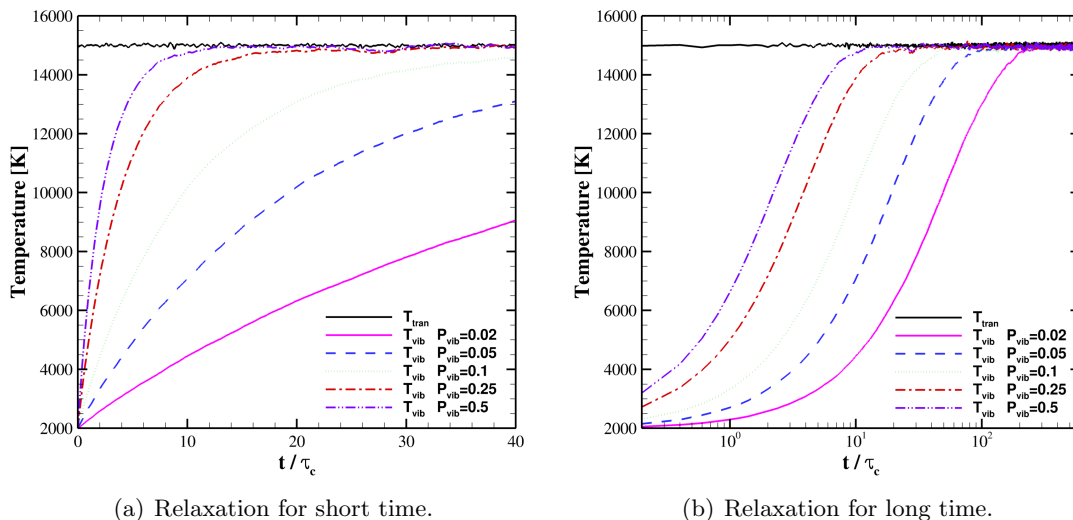 16000
14000
12000
10000
8000
6000
4000
2000
Temperature [K]
0 10 20 30 40
t / τc
Ttran
Tvib Pvib=0.02
Tvib Pvib=0.05
Tvib Pvib=0.1
Tvib Pvib=0.25
Tvib Pvib=0.5
(a) Relaxation for short time.
16000
14000
12000
10000
8000
6000
4000
2000
Temperature [K]
10^0 10^1 10^2
t / τc
Ttran
Tvib Pvib=0.02
Tvib Pvib=0.05
Tvib Pvib=0.1
Tvib Pvib=0.25
Tvib Pvib=0.5
(b) Relaxation for long time.